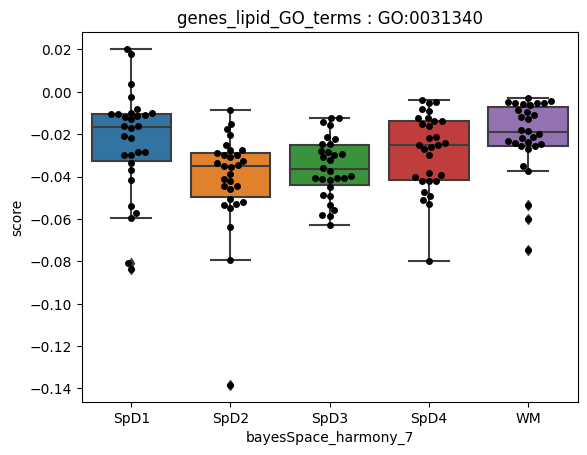 genes_lipid_GO_terms : GO:0031340
0.02
0.00
−0.02
−0.04
−0.06
−0.08
−0.10
−0.12
−0.14
score
SpD1 SpD2 SpD3 SpD4 WM
bayesSpace_harmony_7